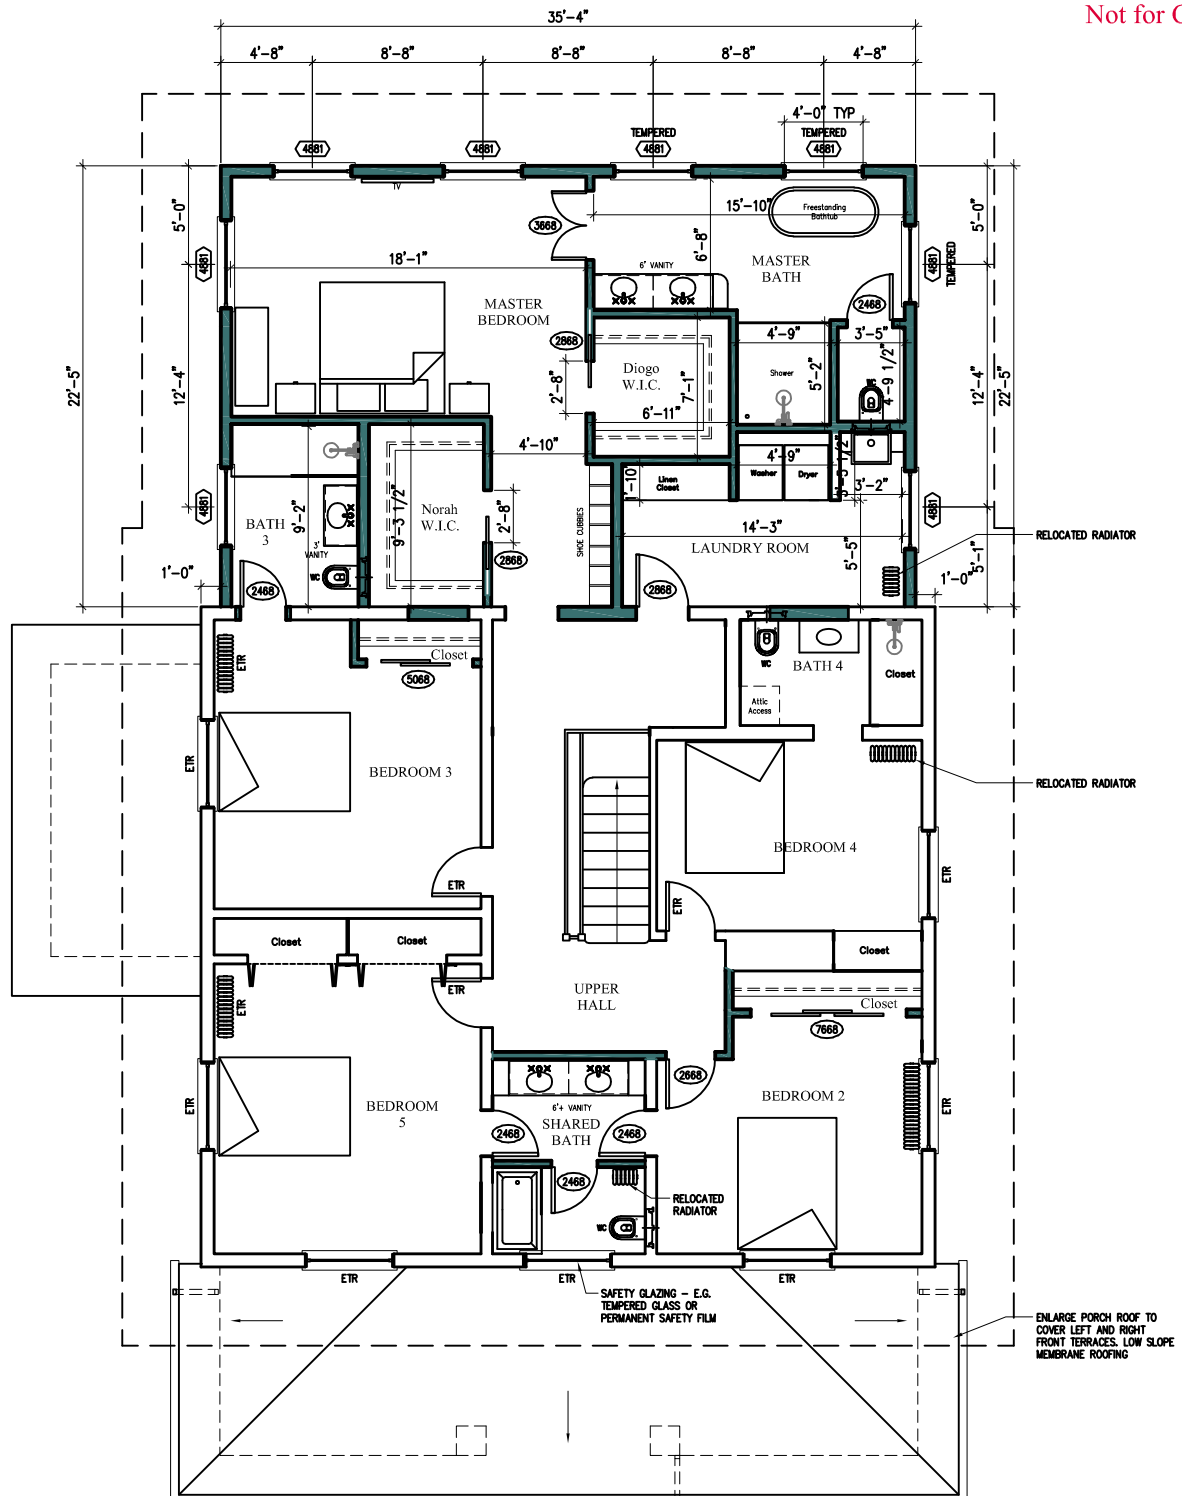 Not for C
35'-4"
4'-8" 8'-8" 8'-8" 8'-8" 4'-8"
4'-0" TYP
TEMPERED TEMPERED
4881 4881 4881 4881
TV
Freestanding
Bathtub
15'-10"
3668
5'-0"
5'-0"
6'-8"
4881
4881
TEMPERED
18'-1"
6' VANITY
MASTER
BATH
MASTER
BEDROOM
2468
2868
4'-9"
3'-5"
Diogo
W.I.C.
Shower
5'-2"
4'-9 1/2"
WC
2'-8"
7'-1"
6'-11"
22'-5"
12'-4"
12'-4"
22'-5"
4'-10"
4'-9"
Linen
Closet
Washer
Dryer
1'-10
3'-2"
BATH
3
9'-2"
9'-3 1/2"
Norah
W.I.C.
2'-8"
SHOE CUBBIES
14'-3"
4881
4881
LAUNDRY ROOM
RELOCATED RADIATOR
3'
VANITY
WC
2868
5'-5"
5'-1"
1'-0"
2468
2868
1'-0"
ETR
Closet
5068
WC
BATH 4
Closet
Attic
Access
ETR
BEDROOM 3
RELOCATED RADIATOR
BEDROOM 4
ETR
ETR
ETR
Closet
Closet
Closet
ETR
ETR
UPPER
HALL
Closet
7668
2668
ETR
BEDROOM
5
6'+ VANITY
SHARED
BATH
BEDROOM 2
ETR
2468
2468
2468
WC
RELOCATED
RADIATOR
ETR
ETR
ETR
SAFETY GLAZING – E.G.
TEMPERED GLASS OR
PERMANENT SAFETY FILM
ENLARGE PORCH ROOF TO
COVER LEFT AND RIGHT
FRONT TERRACES. LOW SLOPE
MEMBRANE ROOFING